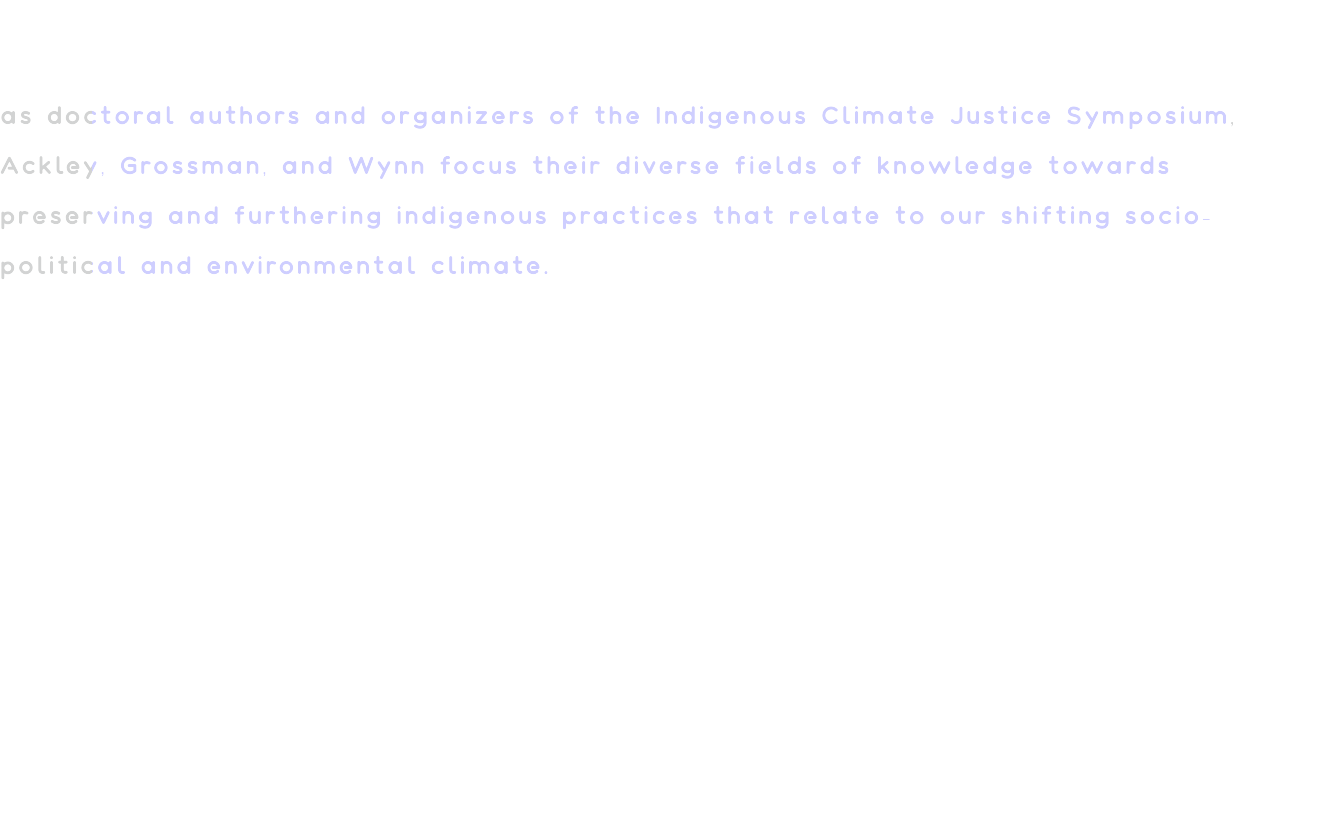 as doctoral authors and organizers of the Indigenous Climate Justice Symposium,
Ackley, Grossman, and Wynn focus their diverse fields of knowledge towards
preserving and furthering indigenous practices that relate to our shifting socio-
political and environmental climate.